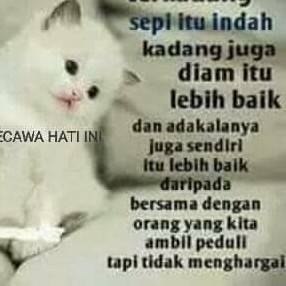 sepi itu indah
kadang juga
diam itu
lebih baik
ECAWA HATI INI
dan adakalanya
juga sendiri
itu lebih baik
daripada
bersama dengan
orang yang kita
ambil peduli
tapi tidak menghargai